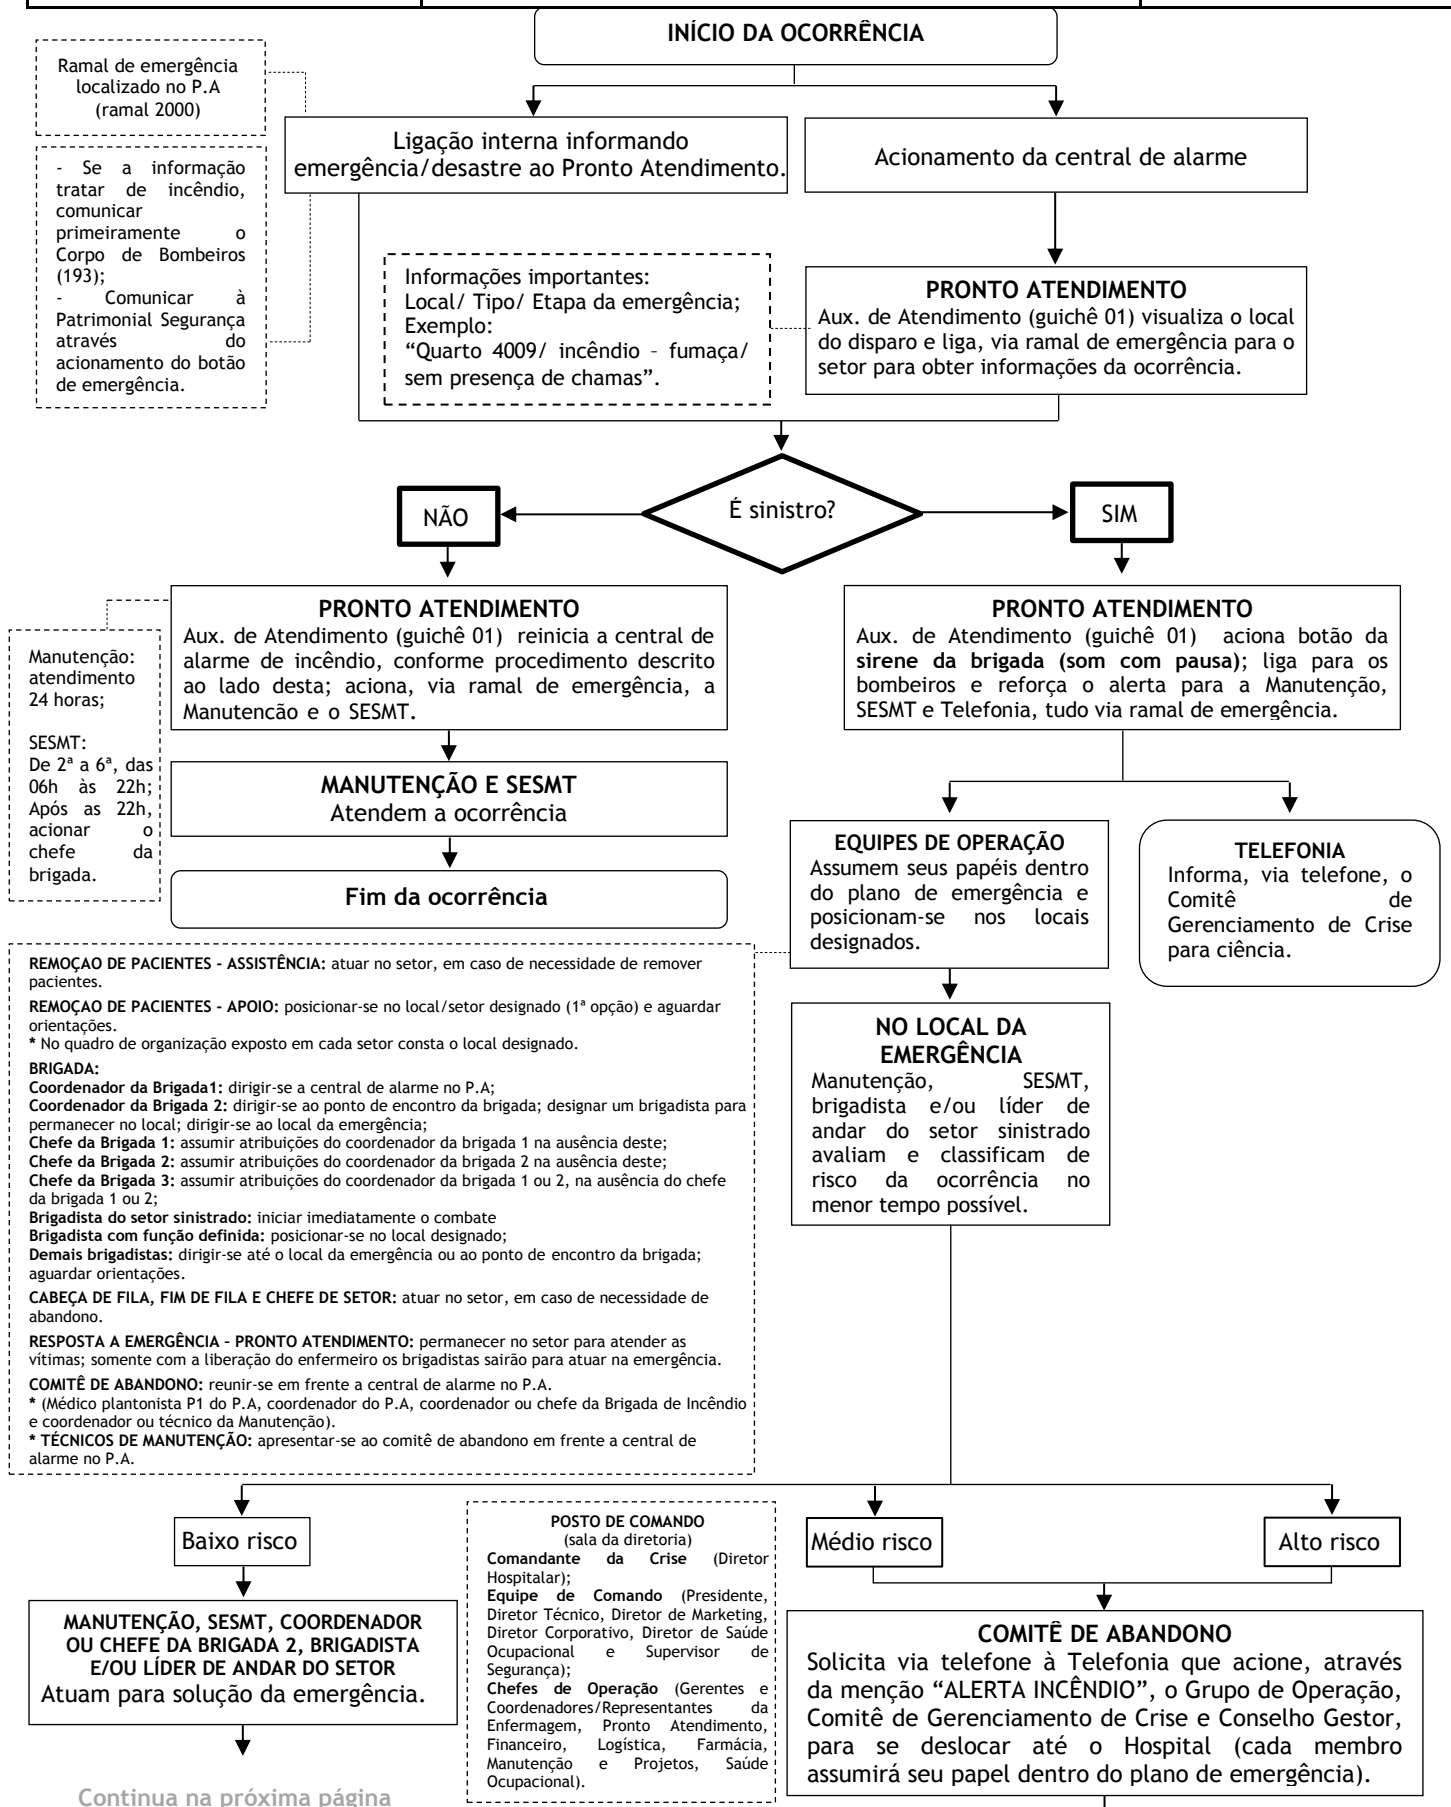 INÍCIO DA OCORRÊNCIA
Ramal de emergência
localizado no P.A
(ramal 2000)
Ligação interna informando
emergência/desastre ao Pronto Atendimento.
Acionamento da central de alarme
- Se a informação
tratar de incêndio,
comunicar
primeiramente o
Corpo de Bombeiros
(193);
- Comunicar à
Patrimonial Segurança
através do
acionamento do botão
de emergência.
Informações importantes:
Local/ Tipo/ Etapa da emergência;
Exemplo:
“Quarto 4009/ incêndio – fumaça/
sem presença de chamas”.
PRONTO ATENDIMENTO
Aux. de Atendimento (guichê 01) visualiza o local
do disparo e liga, via ramal de emergência para o
setor para obter informações da ocorrência.
É sinistro?
NÃO
SIM
PRONTO ATENDIMENTO
Aux. de Atendimento (guichê 01) reinicia a central de
alarme de incêndio, conforme procedimento descrito
ao lado desta; aciona, via ramal de emergência, a
Manutencão e o SESMT.
PRONTO ATENDIMENTO
Aux. de Atendimento (guichê 01) aciona botão da
sirene da brigada (som com pausa); liga para os
bombeiros e reforça o alerta para a Manutenção,
SESMT e Telefonia, tudo via ramal de emergência.
Manutenção:
atendimento
24 horas;
SESMT:
De 2ª a 6ª, das
06h às 22h;
Após as 22h,
acionar o
chefe da
brigada.
MANUTENÇÃO E SESMT
Atendem a ocorrência
Fim da ocorrência
EQUIPES DE OPERAÇÃO
Assumem seus papéis dentro
do plano de emergência e
posicionam-se nos locais
designados.
TELEFONIA
Informa, via telefone, o
Comitê de
Gerenciamento de Crise
para ciência.
REMOÇAO DE PACIENTES - ASSISTÊNCIA: atuar no setor, em caso de necessidade de remover
pacientes.
REMOÇAO DE PACIENTES - APOIO: posicionar-se no local/setor designado (1ª opção) e aguardar
orientações.
* No quadro de organização exposto em cada setor consta o local designado.
BRIGADA:
Coordenador da Brigada1: dirigir-se a central de alarme no P.A;
Coordenador da Brigada 2: dirigir-se ao ponto de encontro da brigada; designar um brigadista para
permanecer no local; dirigir-se ao local da emergência;
Chefe da Brigada 1: assumir atribuições do coordenador da brigada 1 na ausência deste;
Chefe da Brigada 2: assumir atribuições do coordenador da brigada 2 na ausência deste;
Chefe da Brigada 3: assumir atribuições do coordenador da brigada 1 ou 2, na ausência do chefe
da brigada 1 ou 2;
Brigadista do setor sinistrado: iniciar imediatamente o combate
Brigadista com função definida: posicionar-se no local designado;
Demais brigadistas: dirigir-se até o local da emergência ou ao ponto de encontro da brigada;
aguardar orientações.
CABEÇA DE FILA, FIM DE FILA E CHEFE DE SETOR: atuar no setor, em caso de necessidade de
abandono.
RESPOSTA A EMERGÊNCIA – PRONTO ATENDIMENTO: permanecer no setor para atender as
vítimas; somente com a liberação do enfermeiro os brigadistas sairão para atuar na emergência.
COMITÊ DE ABANDONO: reunir-se em frente a central de alarme no P.A.
* (Médico plantonista P1 do P.A, coordenador do P.A, coordenador ou chefe da Brigada de Incêndio
e coordenador ou técnico da Manutenção).
* TÉCNICOS DE MANUTENÇÃO: apresentar-se ao comitê de abandono em frente a central de
alarme no P.A.
NO LOCAL DA
EMERGÊNCIA
Manutenção, SESMT,
brigadista e/ou líder de
andar do setor sinistrado
avaliam e classificam de
risco da ocorrência no
menor tempo possível.
Baixo risco
Médio risco
Alto risco
MANUTENÇÃO, SESMT, COORDENADOR
OU CHEFE DA BRIGADA 2, BRIGADISTA
E/OU LÍDER DE ANDAR DO SETOR
Atuam para solução da emergência.
POSTO DE COMANDO
(sala da diretoria)
Comandante da Crise (Diretor
Hospitalar);
Equipe de Comando (Presidente,
Diretor Técnico, Diretor de Marketing,
Diretor Corporativo, Diretor de Saúde
Ocupacional e Supervisor de
Segurança);
Chefes de Operação (Gerentes e
Coordenadores/Representantes da
Enfermagem, Pronto Atendimento,
Financeiro, Logística, Farmácia,
Manutenção e Projetos, Saúde
Ocupacional).
COMITÊ DE ABANDONO
Solicita via telefone à Telefonia que acione, através
da menção “ALERTA INCÊNDIO”, o Grupo de Operação,
Comitê de Gerenciamento de Crise e Conselho Gestor,
para se deslocar até o Hospital (cada membro
assumirá seu papel dentro do plano de emergência).
Continua na próxima página